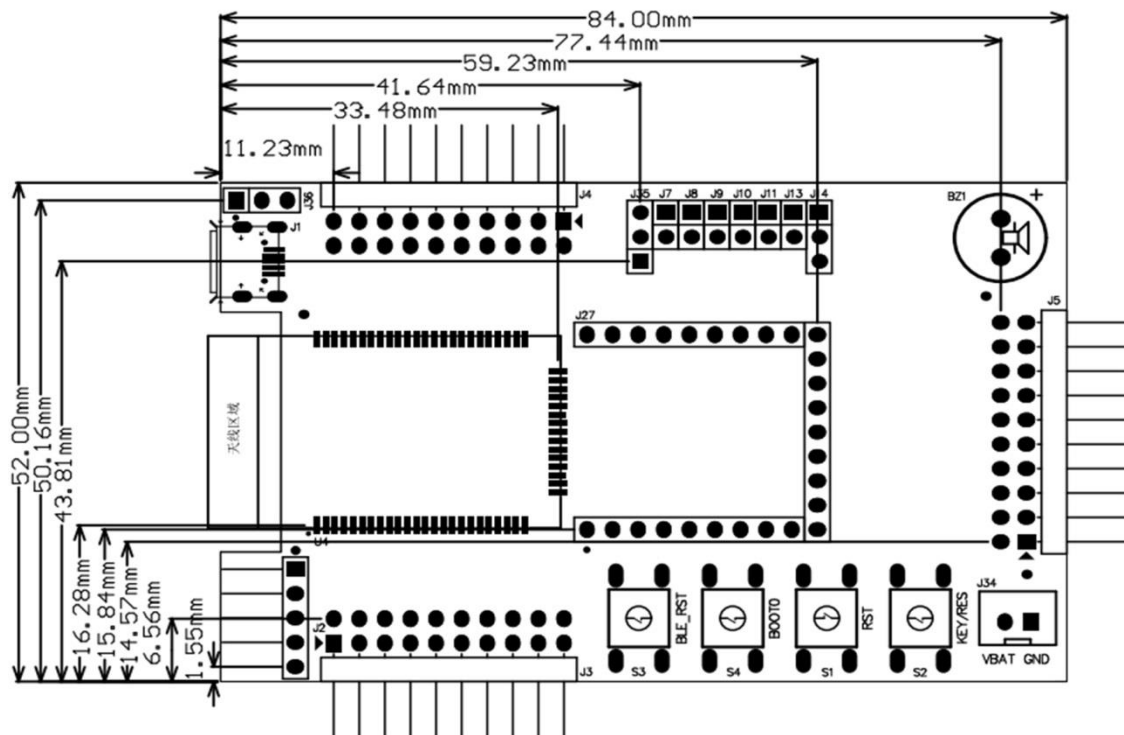 84.00mm
77.44mm
59.23mm
41.64mm
33.48mm
11.23mm
J36
J4
J35
J7
J8
J9
J10
J11
J13
J14
BZ1
+
J1
J5
J27
天线区域
52.00mm
50.16mm
43.81mm
16.28mm
15.84mm
14.57mm
6.56mm
1.55mm
U4
J2
J3
BLE_RST
S3
BOOT0
S4
RST
S1
KEY/RES
S2
J34
VBAT GND